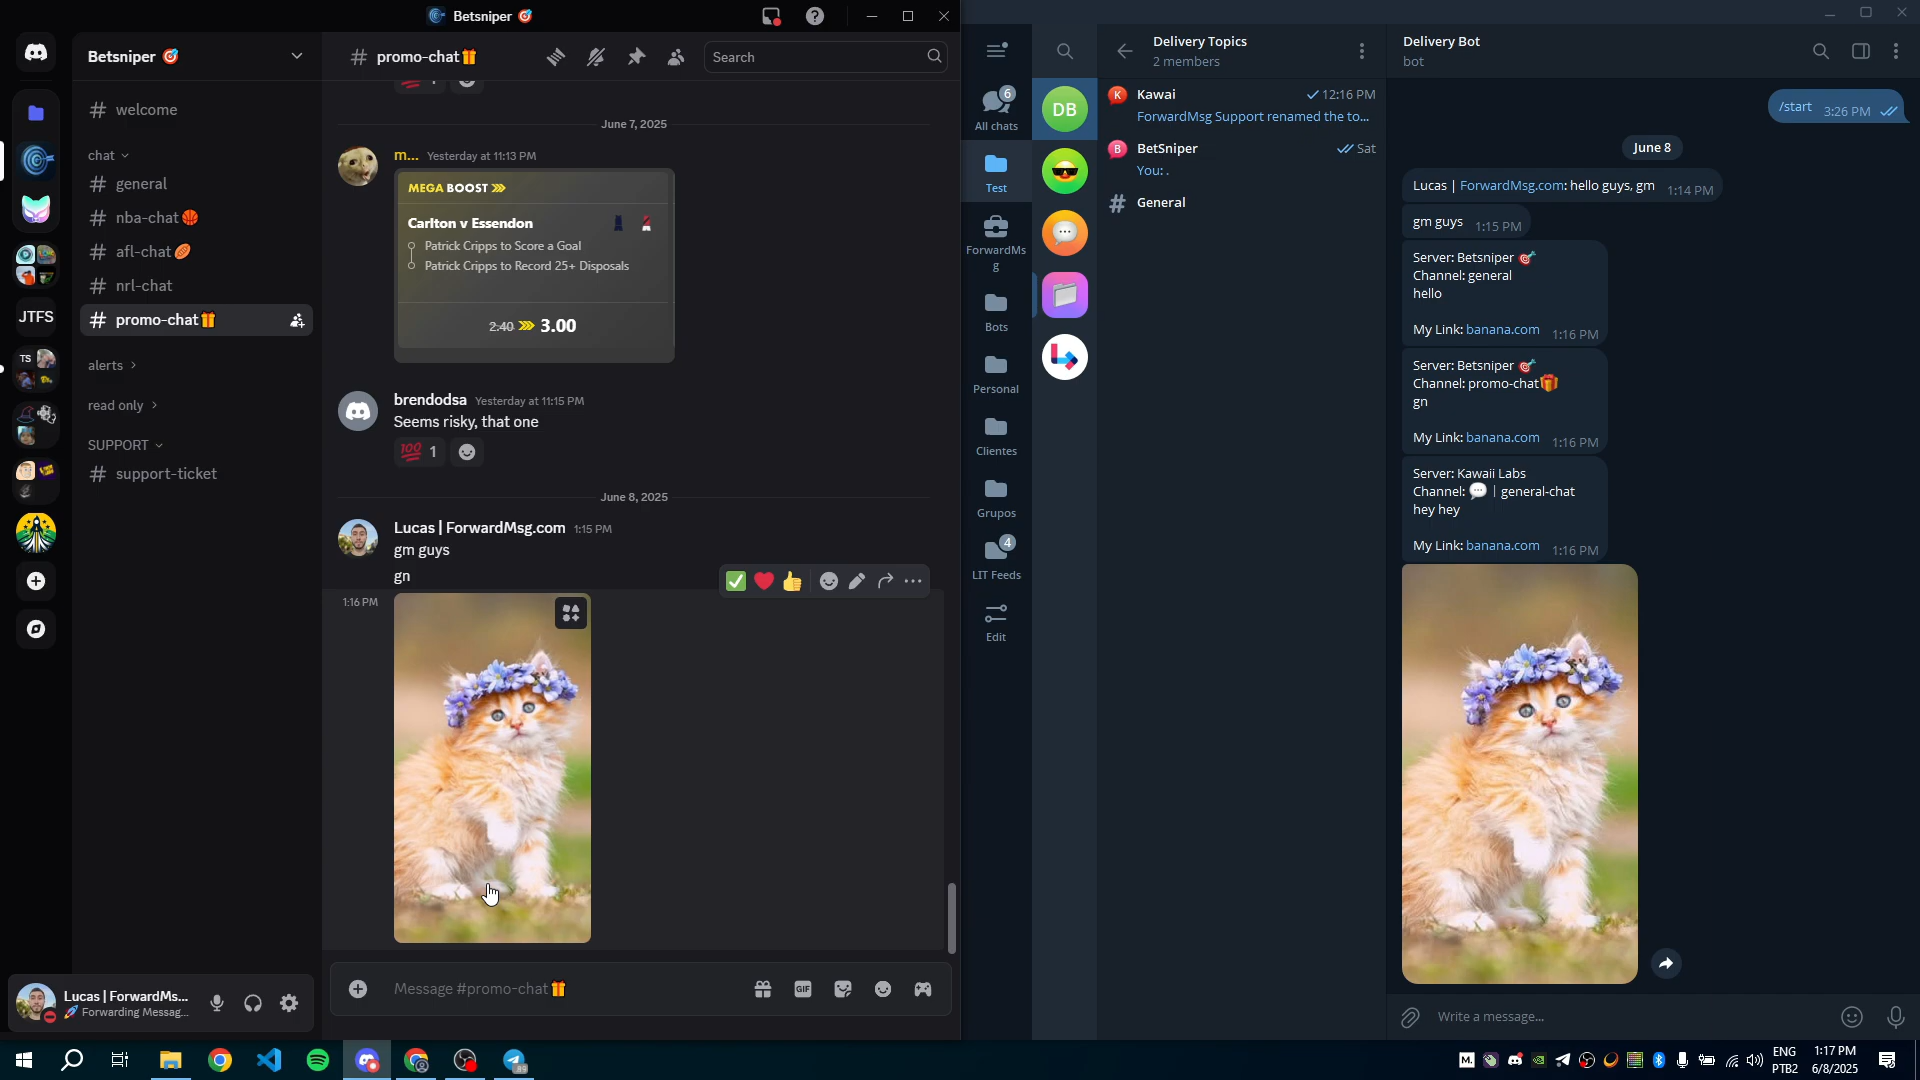 Betsniper 🎯
Betsniper 🎯
# promo-chat🎁
Search
# welcome
chat
# general
# nba-chat🏀
# afl-chat🏉
# nrl-chat
# promo-chat🎁
alerts
read only
SUPPORT
# support-ticket
JTFS
TS
June 7, 2025
m... Yesterday at 11:13 PM
MEGA BOOST
Carlton v Essendon
Patrick Cripps to Score a Goal
Patrick Cripps to Record 25+ Disposals
2.40 3.00
brendodsa Yesterday at 11:15 PM
Seems risky, that one
💯 1
June 8, 2025
Lucas | ForwardMsg.com 1:15 PM
gm guys
gn
1:16 PM
Message #promo-chat🎁
GIF
Lucas | ForwardMs...
🚀 Forwarding Messag...
6
All chats
Test
ForwardMs
g
Bots
Personal
Clientes
Grupos
4
LIT Feeds
Edit
DB
Delivery Topics
2 members
K
Kawai 12:16 PM
ForwardMsg Support renamed the to...
B
BetSniper Sat
You: .
# General
Delivery Bot
bot
/start 3:26 PM
June 8
Lucas | ForwardMsg.com: hello guys, gm 1:14 PM
gm guys 1:15 PM
Server: Betsniper 🎯
Channel: general
hello
My Link: banana.com 1:16 PM
Server: Betsniper 🎯
Channel: promo-chat🎁
gn
My Link: banana.com 1:16 PM
Server: Kawaii Labs
Channel: 💬 | general-chat
hey hey
My Link: banana.com 1:16 PM
Write a message...
M.
ENG
PTB2
1:17 PM
6/8/2025